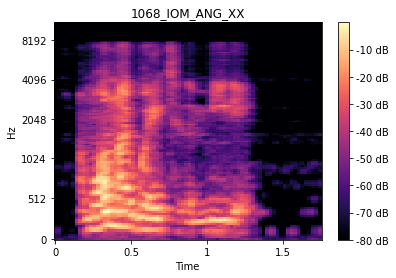 1068_IOM_ANG_XX
8192
4096
2048
1024
512
0
Hz
0
0.5
1
1.5
Time
-10 dB
-20 dB
-30 dB
-40 dB
-50 dB
-60 dB
-70 dB
-80 dB